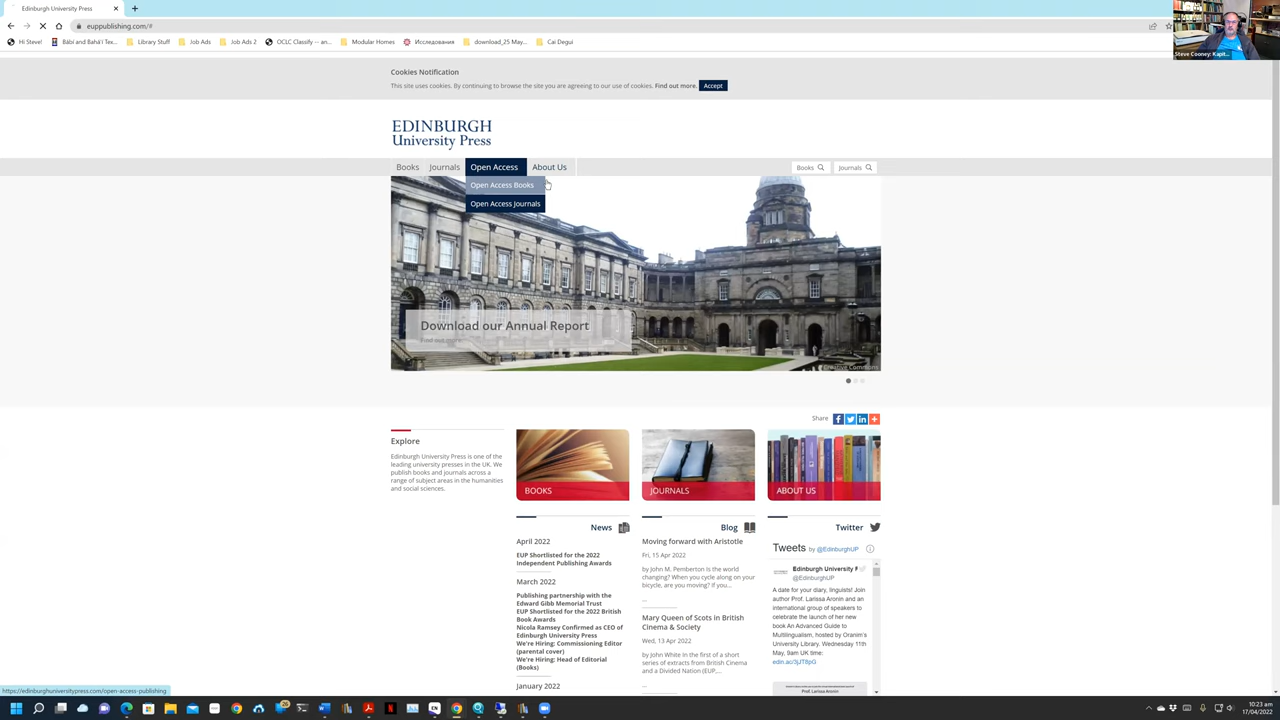 Edinburgh University Press
euppublishing.com/#
Hi Steve!
Babi and Bahá'í Tex...
Library Stuff
Job Ads
Job Ads 2
OCLC Classify -- an...
Modular Homes
Исследования
download_25 May...
Cai Degui
Steve Cooney: Kapit...
Cookies Notification
This site uses cookies. By continuing to browse the site you are agreeing to our use of cookies. Find out more. Accept
EDINBURGH
University Press
Books Journals Open Access About Us
Books Journals
Open Access Books
Open Access Journals
Download our Annual Report
Find out more
Creative Commons
Share
Explore
Edinburgh University Press is one of the
leading university presses in the UK. We
publish books and journals across a
range of subject areas in the humanities
and social sciences.
BOOKS
JOURNALS
ABOUT US
News
April 2022
EUP Shortlisted for the 2022
Independent Publishing Awards
March 2022
Publishing partnership with the
Edward Gibb Memorial Trust
EUP Shortlisted for the 2022 British
Book Awards
Nicola Ramsey Confirmed as CEO of
Edinburgh University Press
We're Hiring: Commissioning Editor
(parental cover)
We're Hiring: Head of Editorial
(Books)
January 2022
Blog
Moving forward with Aristotle
Fri, 15 Apr 2022
by John M. Pemberton Is the world
changing? When you cycle along on your
bicycle, are you moving? If you...
...
Mary Queen of Scots in British
Cinema & Society
Wed, 13 Apr 2022
by John White In the first of a short
series of extracts from British Cinema
and a Divided Nation (EUP,...
...
Twitter
Tweets by @EdinburghUP
Edinburgh University P
@EdinburghUP
A date for your diary, linguists! Join
author Prof. Larissa Aronin and an
international group of speakers to
celebrate the launch of her new
book An Advanced Guide to
Multilingualism, hosted by Oranim's
University Library. Wednesday 11th
May, 9am UK time:
edin.ac/3jJT8pG
Prof. Larissa Aronin
https://edinburghuniversitypress.com/open-access-publishing
10:23 am
17/04/2022